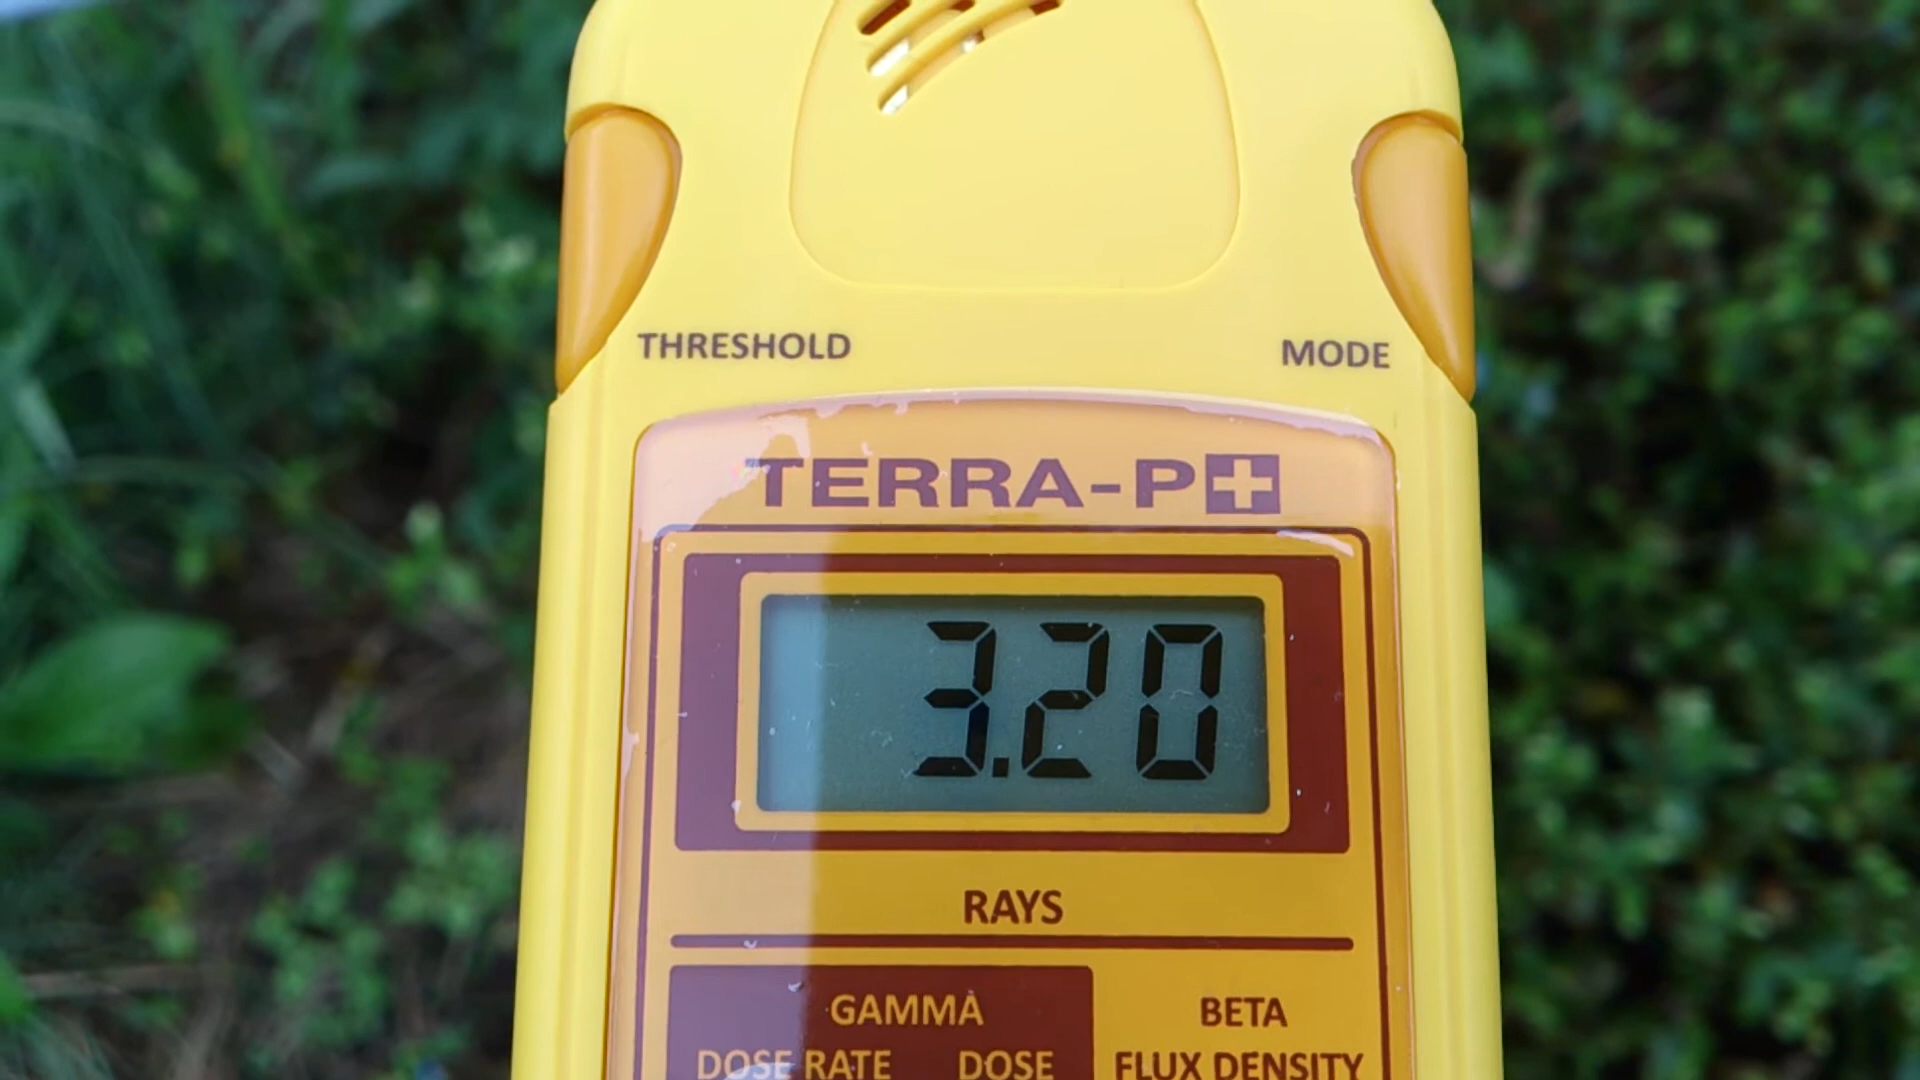 THRESHOLD MODE
TERRA-P+
3.20
RAYS
GAMMA BETA
DOSE RATE DOSE FLUX DENSITY